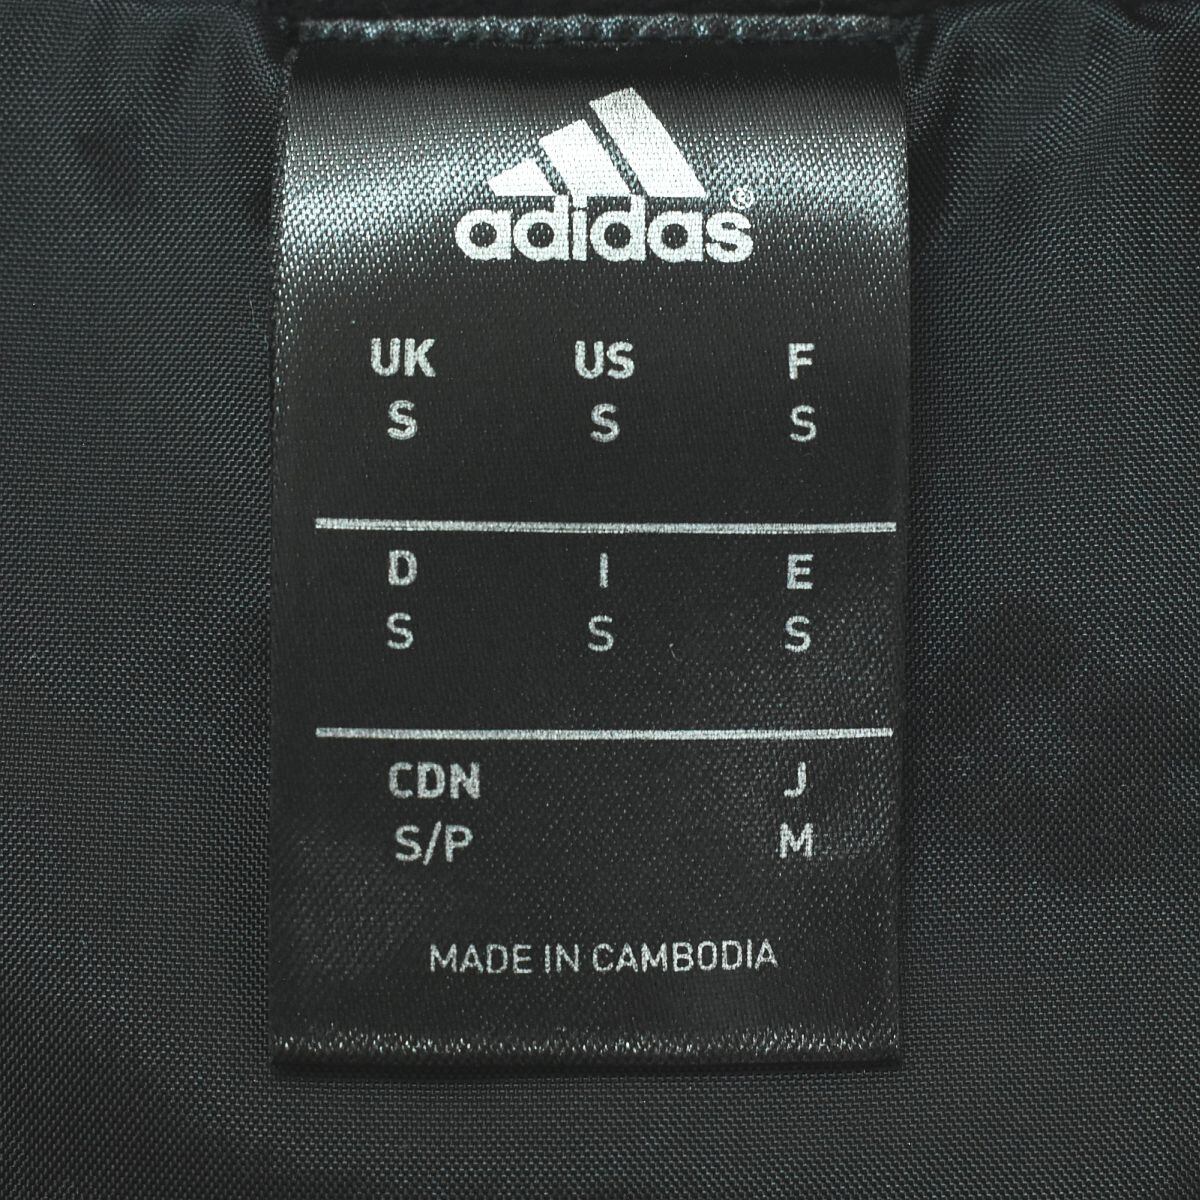 adidas®
UK US F
S S S
D I E
S S S
CDN J
S/P M
MADE IN CAMBODIA